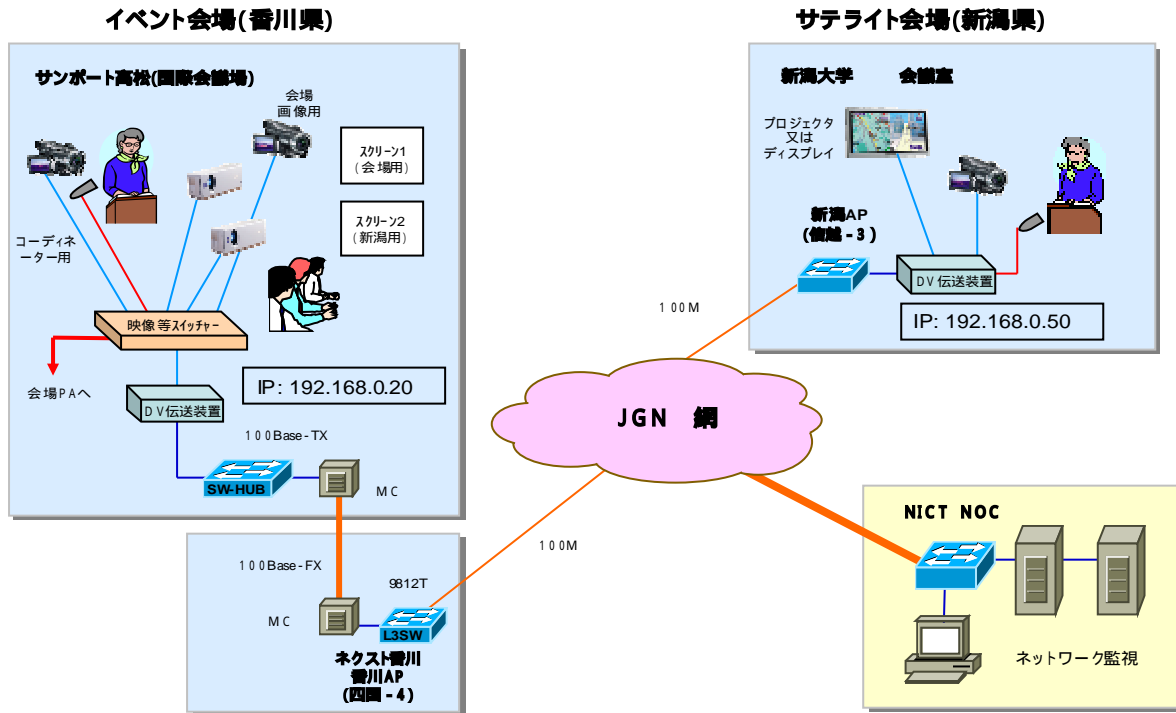 イベント会場(香川県)
サンポート高松(国際会議場)
会場
画像用
スクリーン1
(会場用)
スクリーン2
(新潟用)
コーディネ
ーター用
映像等スイッチャー
会場PAへ
DV伝送装置
IP: 192.168.0.20
100Base-TX
SW-HUB
MC
100Base-FX
MC
9812T
L3SW
ネクスト香川
香川AP
(四国-4)
サテライト会場(新潟県)
新潟大学 会議室
プロジェクタ
又は
ディスプレイ
新潟AP
(信越-3)
DV伝送装置
IP: 192.168.0.50
100M
JGN 網
100M
NICT NOC
ネットワーク監視